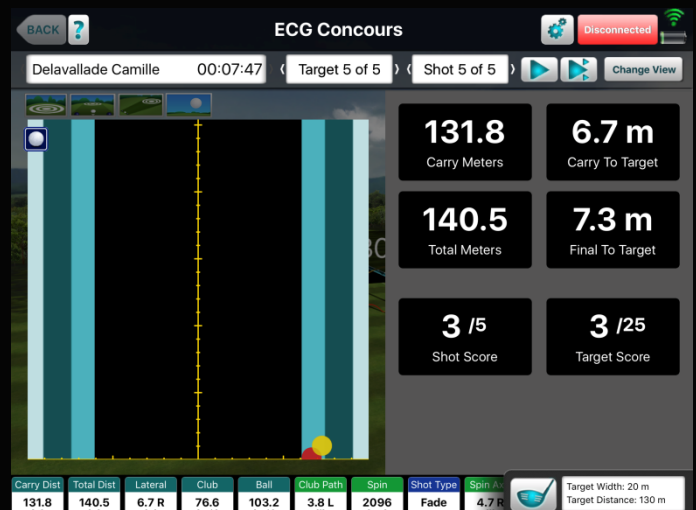 BACK ? ECG Concours Disconnected
Delavallade Camille 00:07:47 Target 5 of 5 Shot 5 of 5 Change View
131.8
Carry Meters
6.7 m
Carry To Target
140.5
Total Meters
7.3 m
Final To Target
3 /5
Shot Score
3 /25
Target Score
Carry Dist Total Dist Lateral Club Ball Club Path Spin Shot Type Spin Ax
131.8 140.5 6.7 R 76.6 103.2 3.8 L 2096 Fade 4.7 R
Target Width: 20 m
Target Distance: 130 m